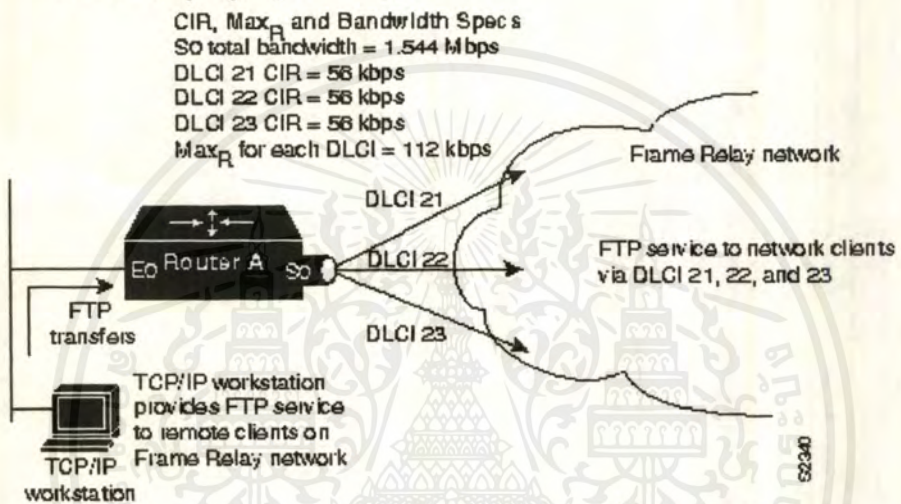 CIR, MaxR and Bandwidth Specs
S0 total bandwidth = 1.544 Mbps
DLCI 21 CIR = 56 kbps
DLCI 22 CIR = 56 kbps
DLCI 23 CIR = 56 kbps
MaxR for each DLCI = 112 kbps
Frame Relay network
DLCI 21
E0 Router A S0
DLCI 22
FTP service to network clients
via DLCI 21, 22, and 23
FTP
transfers
DLCI 23
TCP/IP workstation
provides FTP service
to remote clients on
Frame Relay network
TCP/IP
workstation
S2340